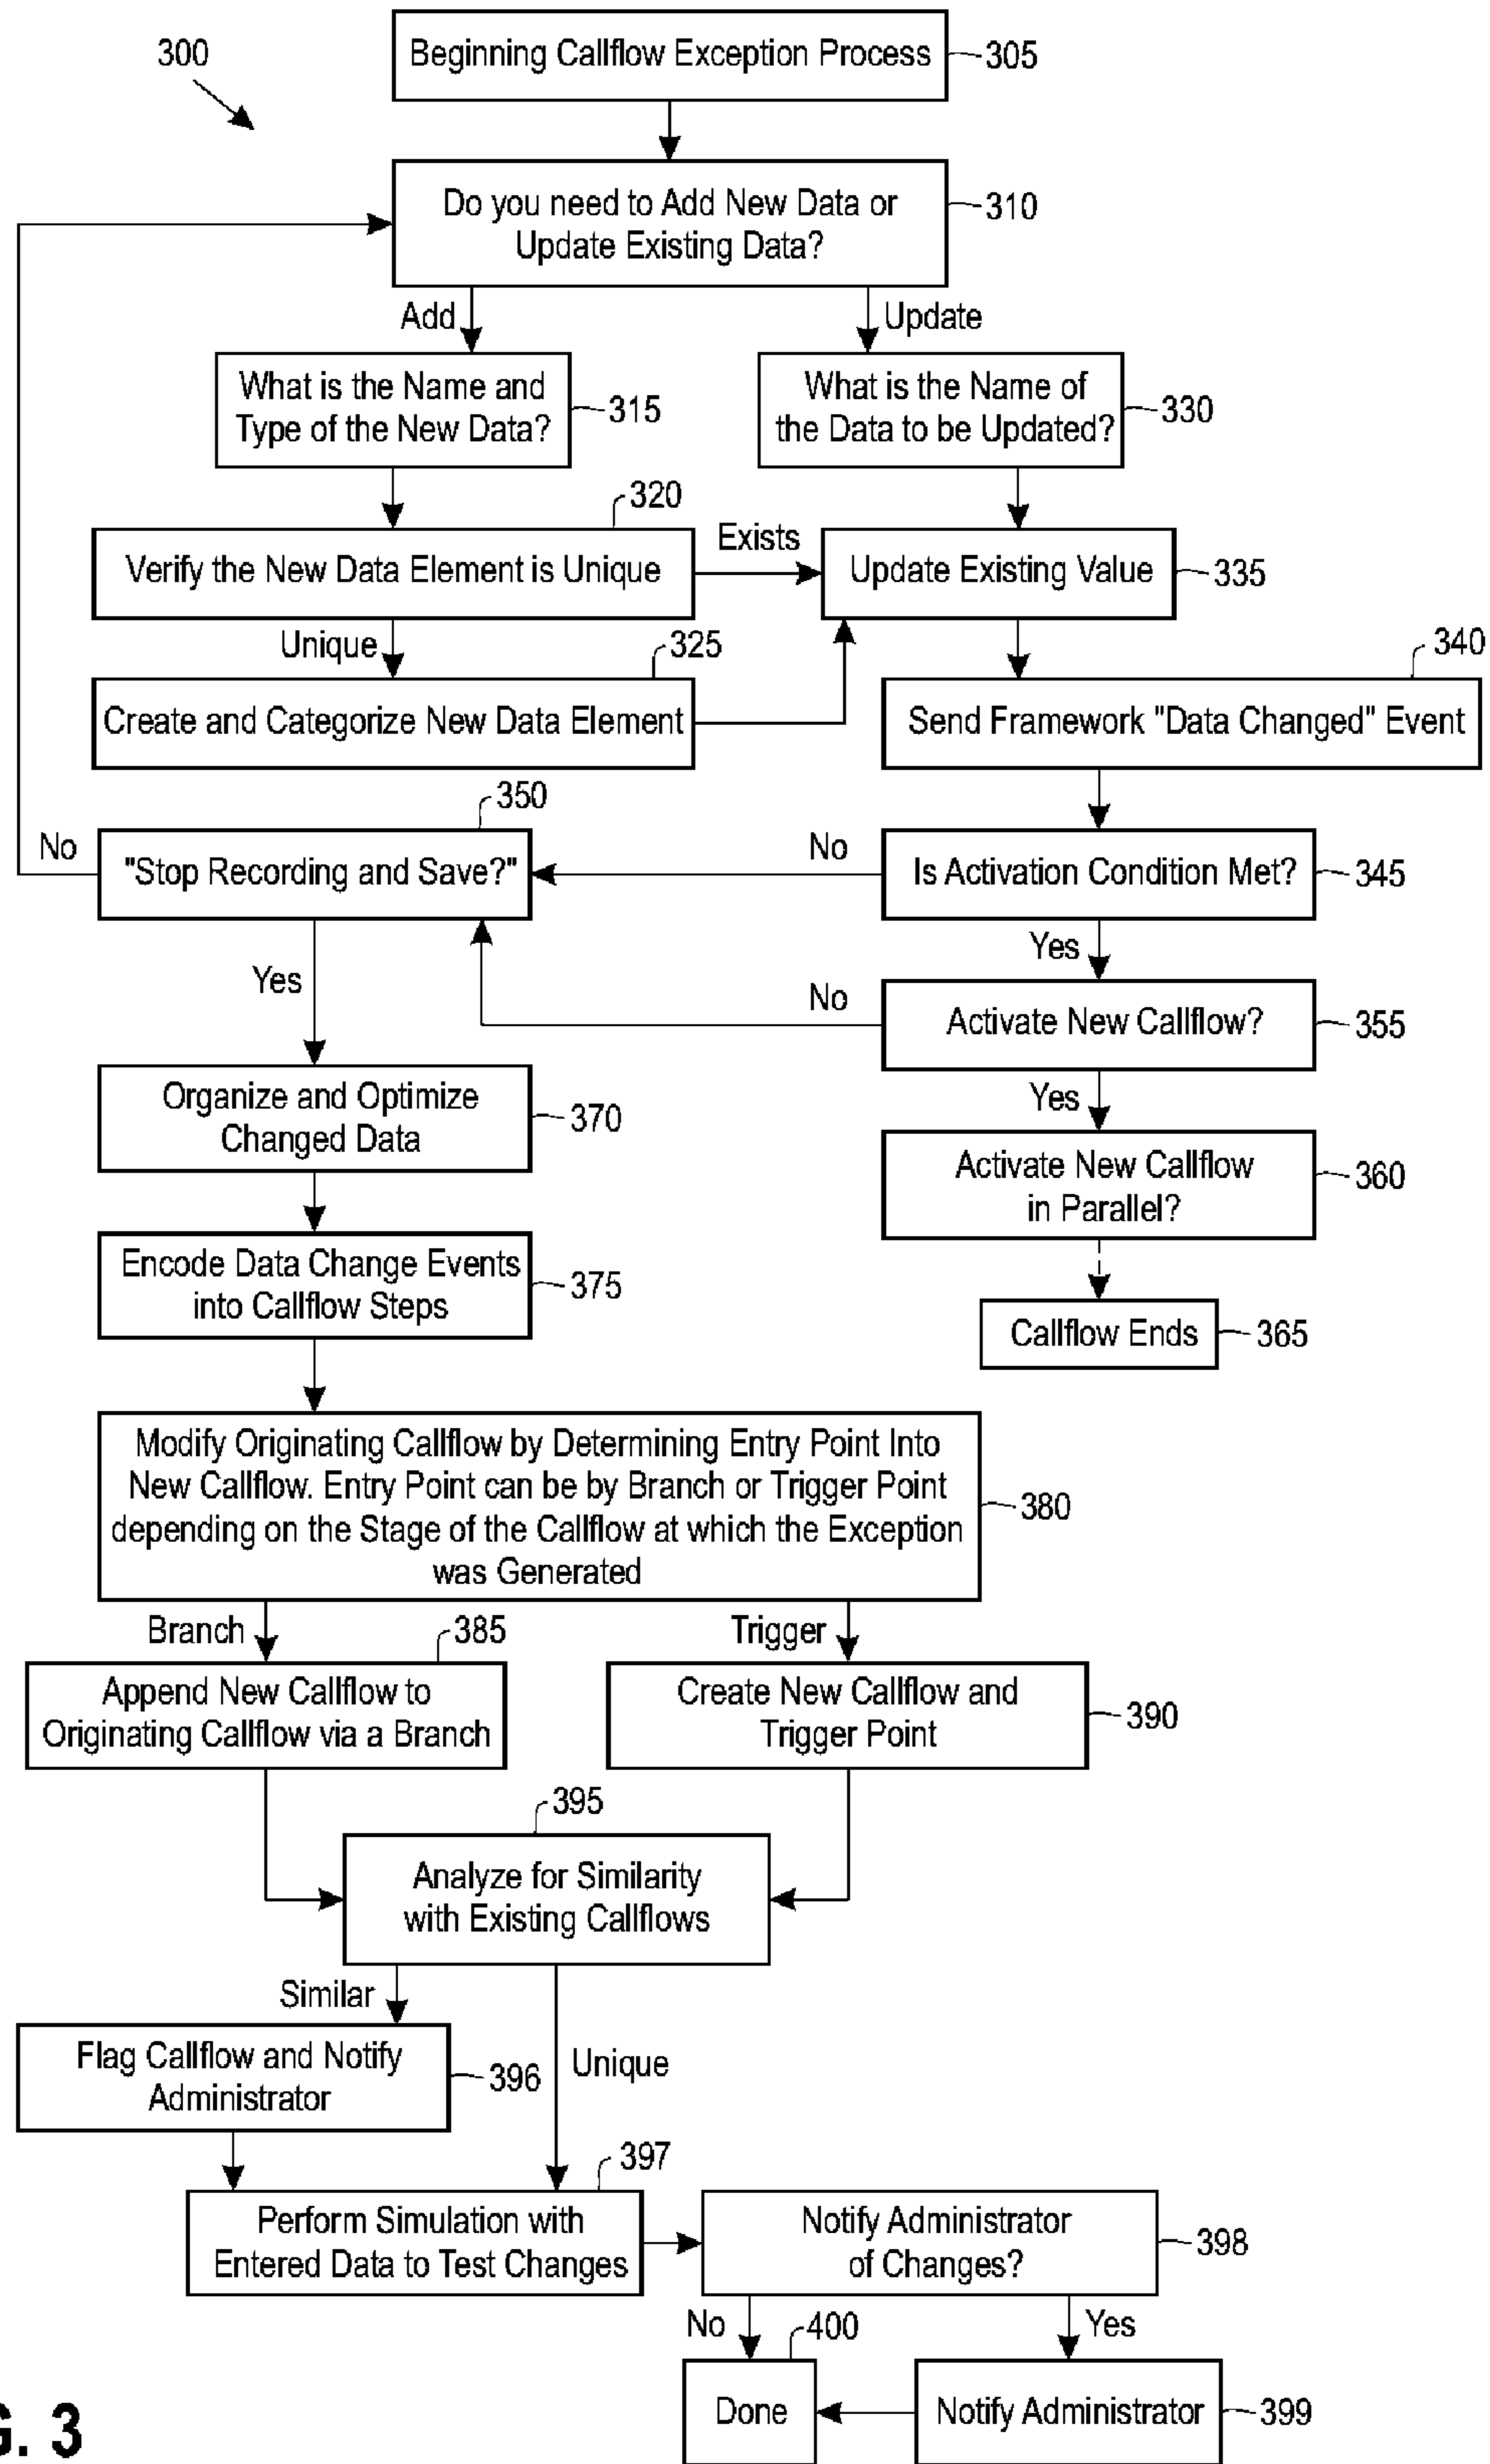 300
Beginning Callflow Exception Process
305
Do you need to Add New Data or
Update Existing Data?
310
Add
Update
What is the Name and
Type of the New Data?
315
What is the Name of
the Data to be Updated?
330
320
Verify the New Data Element is Unique
Exists
Update Existing Value
335
Unique
325
340
Create and Categorize New Data Element
Send Framework "Data Changed" Event
350
No
"Stop Recording and Save?"
No
Is Activation Condition Met?
345
Yes
Yes
No
Activate New Callflow?
355
Yes
Organize and Optimize
Changed Data
370
Activate New Callflow
in Parallel?
360
Encode Data Change Events
into Callflow Steps
375
Callflow Ends
365
Modify Originating Callflow by Determining Entry Point Into
New Callflow. Entry Point can be by Branch or Trigger Point
depending on the Stage of the Callflow at which the Exception
was Generated
380
Branch
385
Trigger
Append New Callflow to
Originating Callflow via a Branch
Create New Callflow and
Trigger Point
390
395
Analyze for Similarity
with Existing Callflows
Similar
Flag Callflow and Notify
Administrator
396
Unique
397
Perform Simulation with
Entered Data to Test Changes
Notify Administrator
of Changes?
398
No
400
Yes
Done
Notify Administrator
399
G. 3